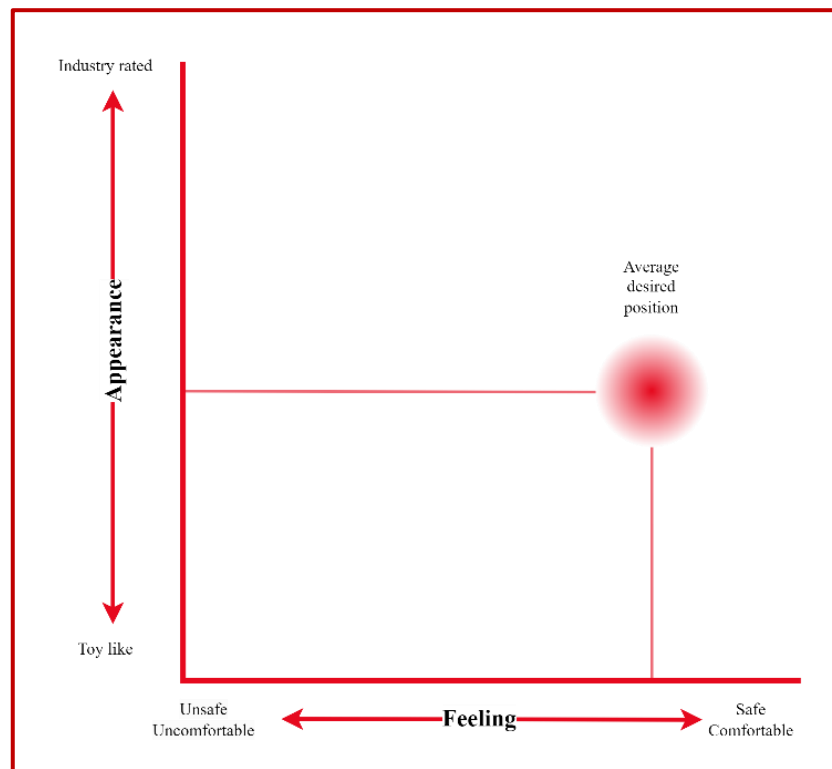 Industry rated
Appearance
Average
desired
position
Toy like
Unsafe
Uncomfortable
Feeling
Safe
Comfortable